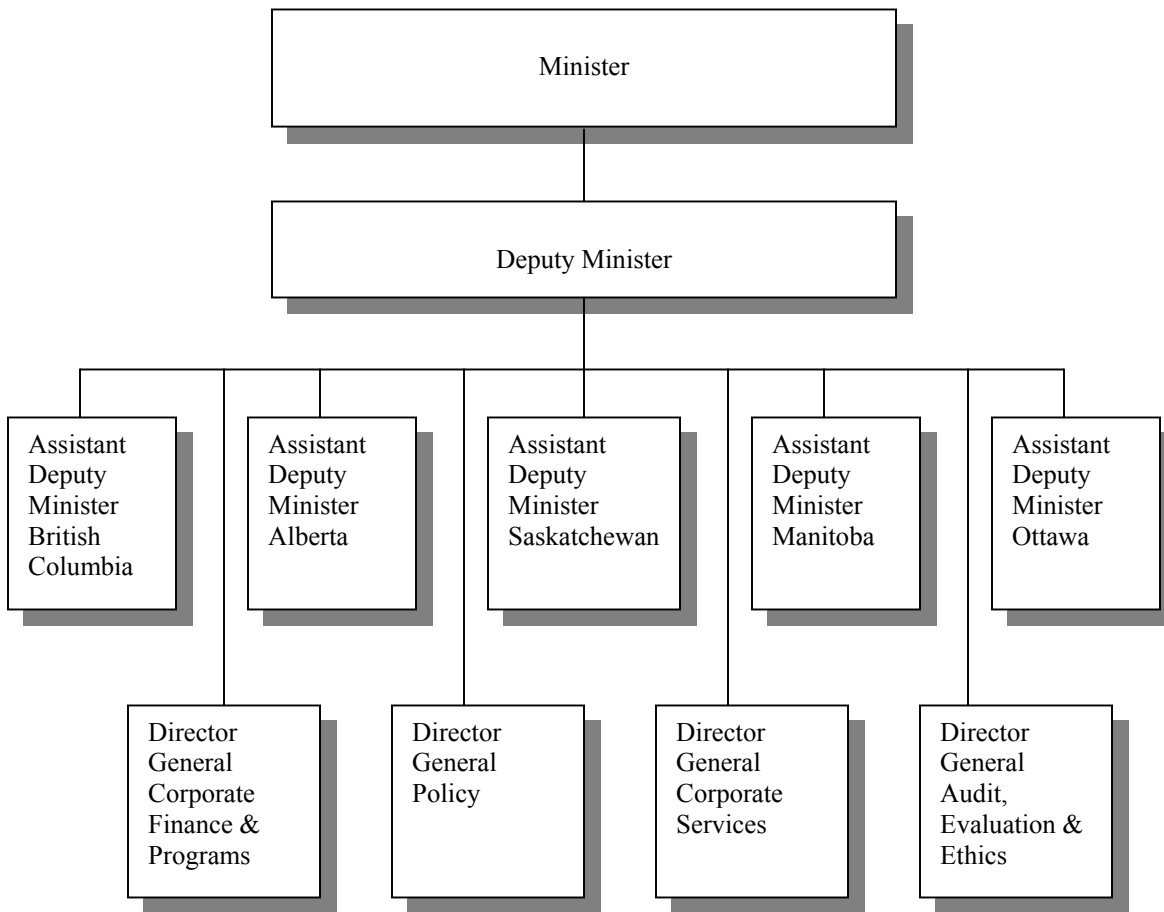 Minister
Deputy Minister
Assistant
Deputy
Minister
British
Columbia
Assistant
Deputy
Minister
Alberta
Assistant
Deputy
Minister
Saskatchewan
Assistant
Deputy
Minister
Manitoba
Assistant
Deputy
Minister
Ottawa
Director
General
Corporate
Finance &
Programs
Director
General
Policy
Director
General
Corporate
Services
Director
General
Audit,
Evaluation &
Ethics